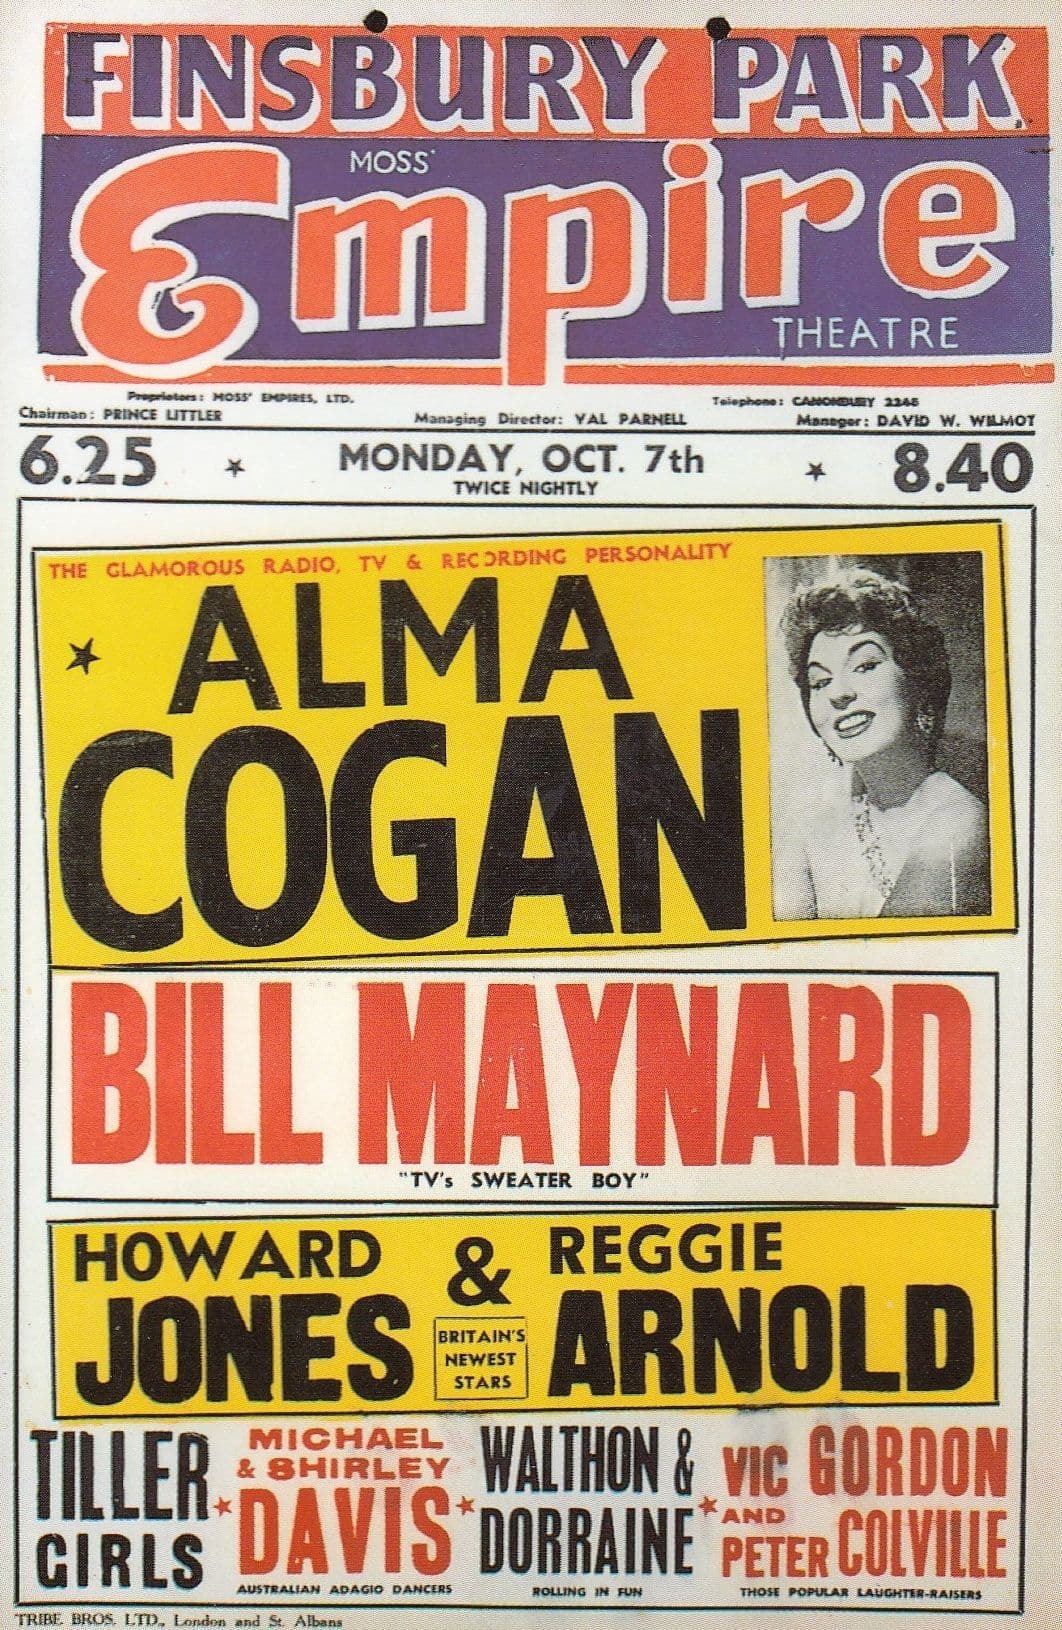 FINSBURY PARK
MOSS'
Empire
THEATRE
Proprietors: MOSS' EMPIRES, LTD.
Telephone: CANONBURY 2248
Chairman: PRINCE LITTLER
Managing Director: VAL PARNELL
Manager: DAVID W. WILMOT
6.25 ★ MONDAY, OCT. 7th ★ 8.40
TWICE NIGHTLY
THE GLAMOROUS RADIO, TV & RECORDING PERSONALITY
★ ALMA
COGAN
BILL MAYNARD
"TV's SWEATER BOY"
HOWARD
JONES
&
BRITAIN'S
NEWEST
STARS
REGGIE
ARNOLD
TILLER
GIRLS
★
MICHAEL
& SHIRLEY
DAVIS
AUSTRALIAN ADAGIO DANCERS
★
WALTHON &
DORRAINE
ROLLING IN FUN
★
VIC GORDON
AND
PETER COLVILLE
THOSE POPULAR LAUGHTER-RAISERS
TRIBE BROS. LTD., London and St. Albans